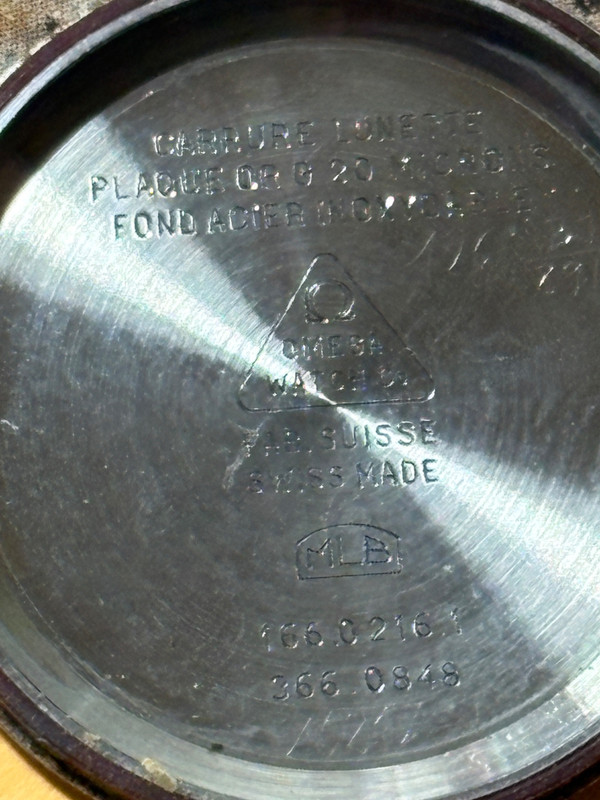 CARRURE LUNETTE
PLAQUE OR G 20 MICRONS
FOND ACIER INOXYDABLE
Ω
OMEGA
WATCH Co
FAB. SUISSE
SWISS MADE
MLB
166.0216.1
366.0848